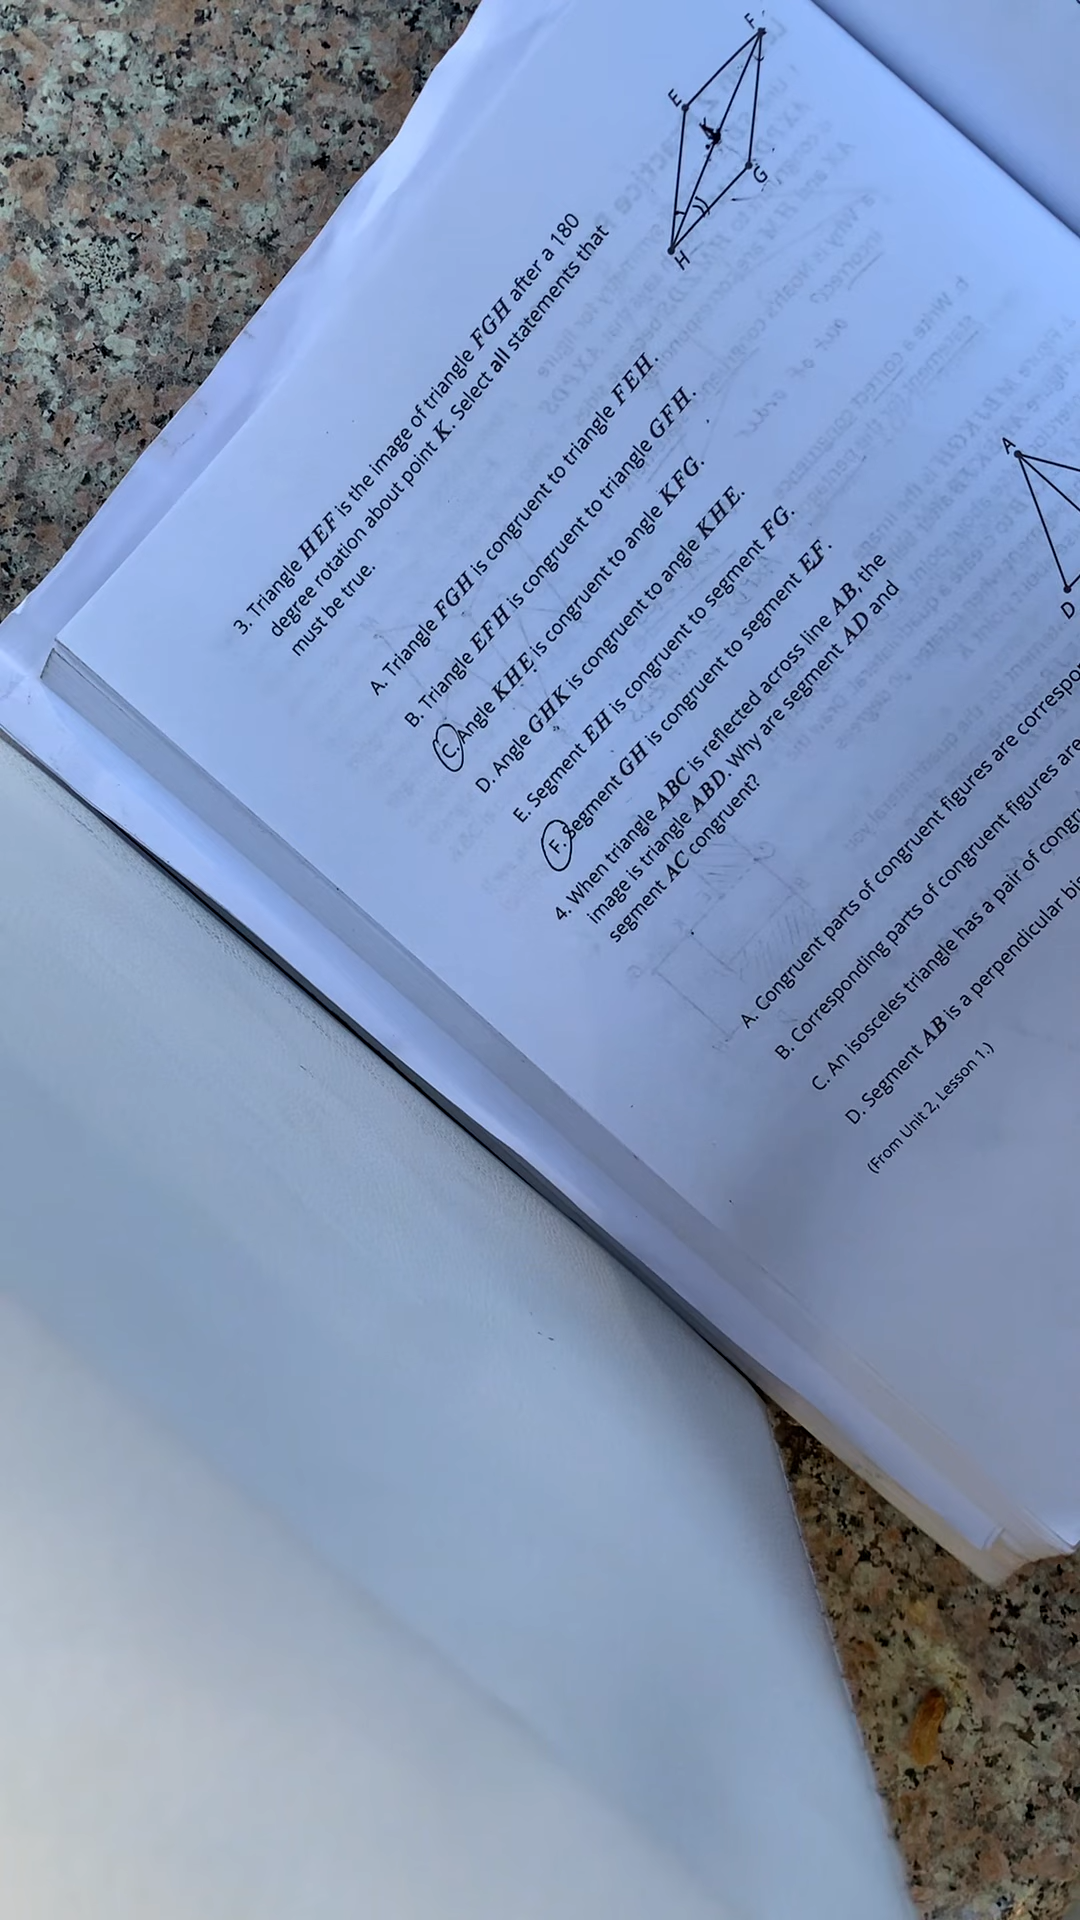 3. Triangle HEF is the image of triangle FGH after a 180
degree rotation about point K. Select all statements that
must be true.
E
F
K
G
H
A. Triangle FGH is congruent to triangle FEH.
B. Triangle EFH is congruent to triangle GFH.
C. Angle KHE is congruent to angle KFG.
D. Angle GHK is congruent to angle KHE.
E. Segment EH is congruent to segment FG.
F. Segment GH is congruent to segment EF.
4. When triangle ABC is reflected across line AB, the
image is triangle ABD. Why are segment AD and
segment AC congruent?
A
D
A. Congruent parts of congruent figures are
B. Corresponding parts of congruent figures are
C. An isosceles triangle has a pair of
D. Segment AB is a perpendicular
(From Unit 2, Lesson 1.)